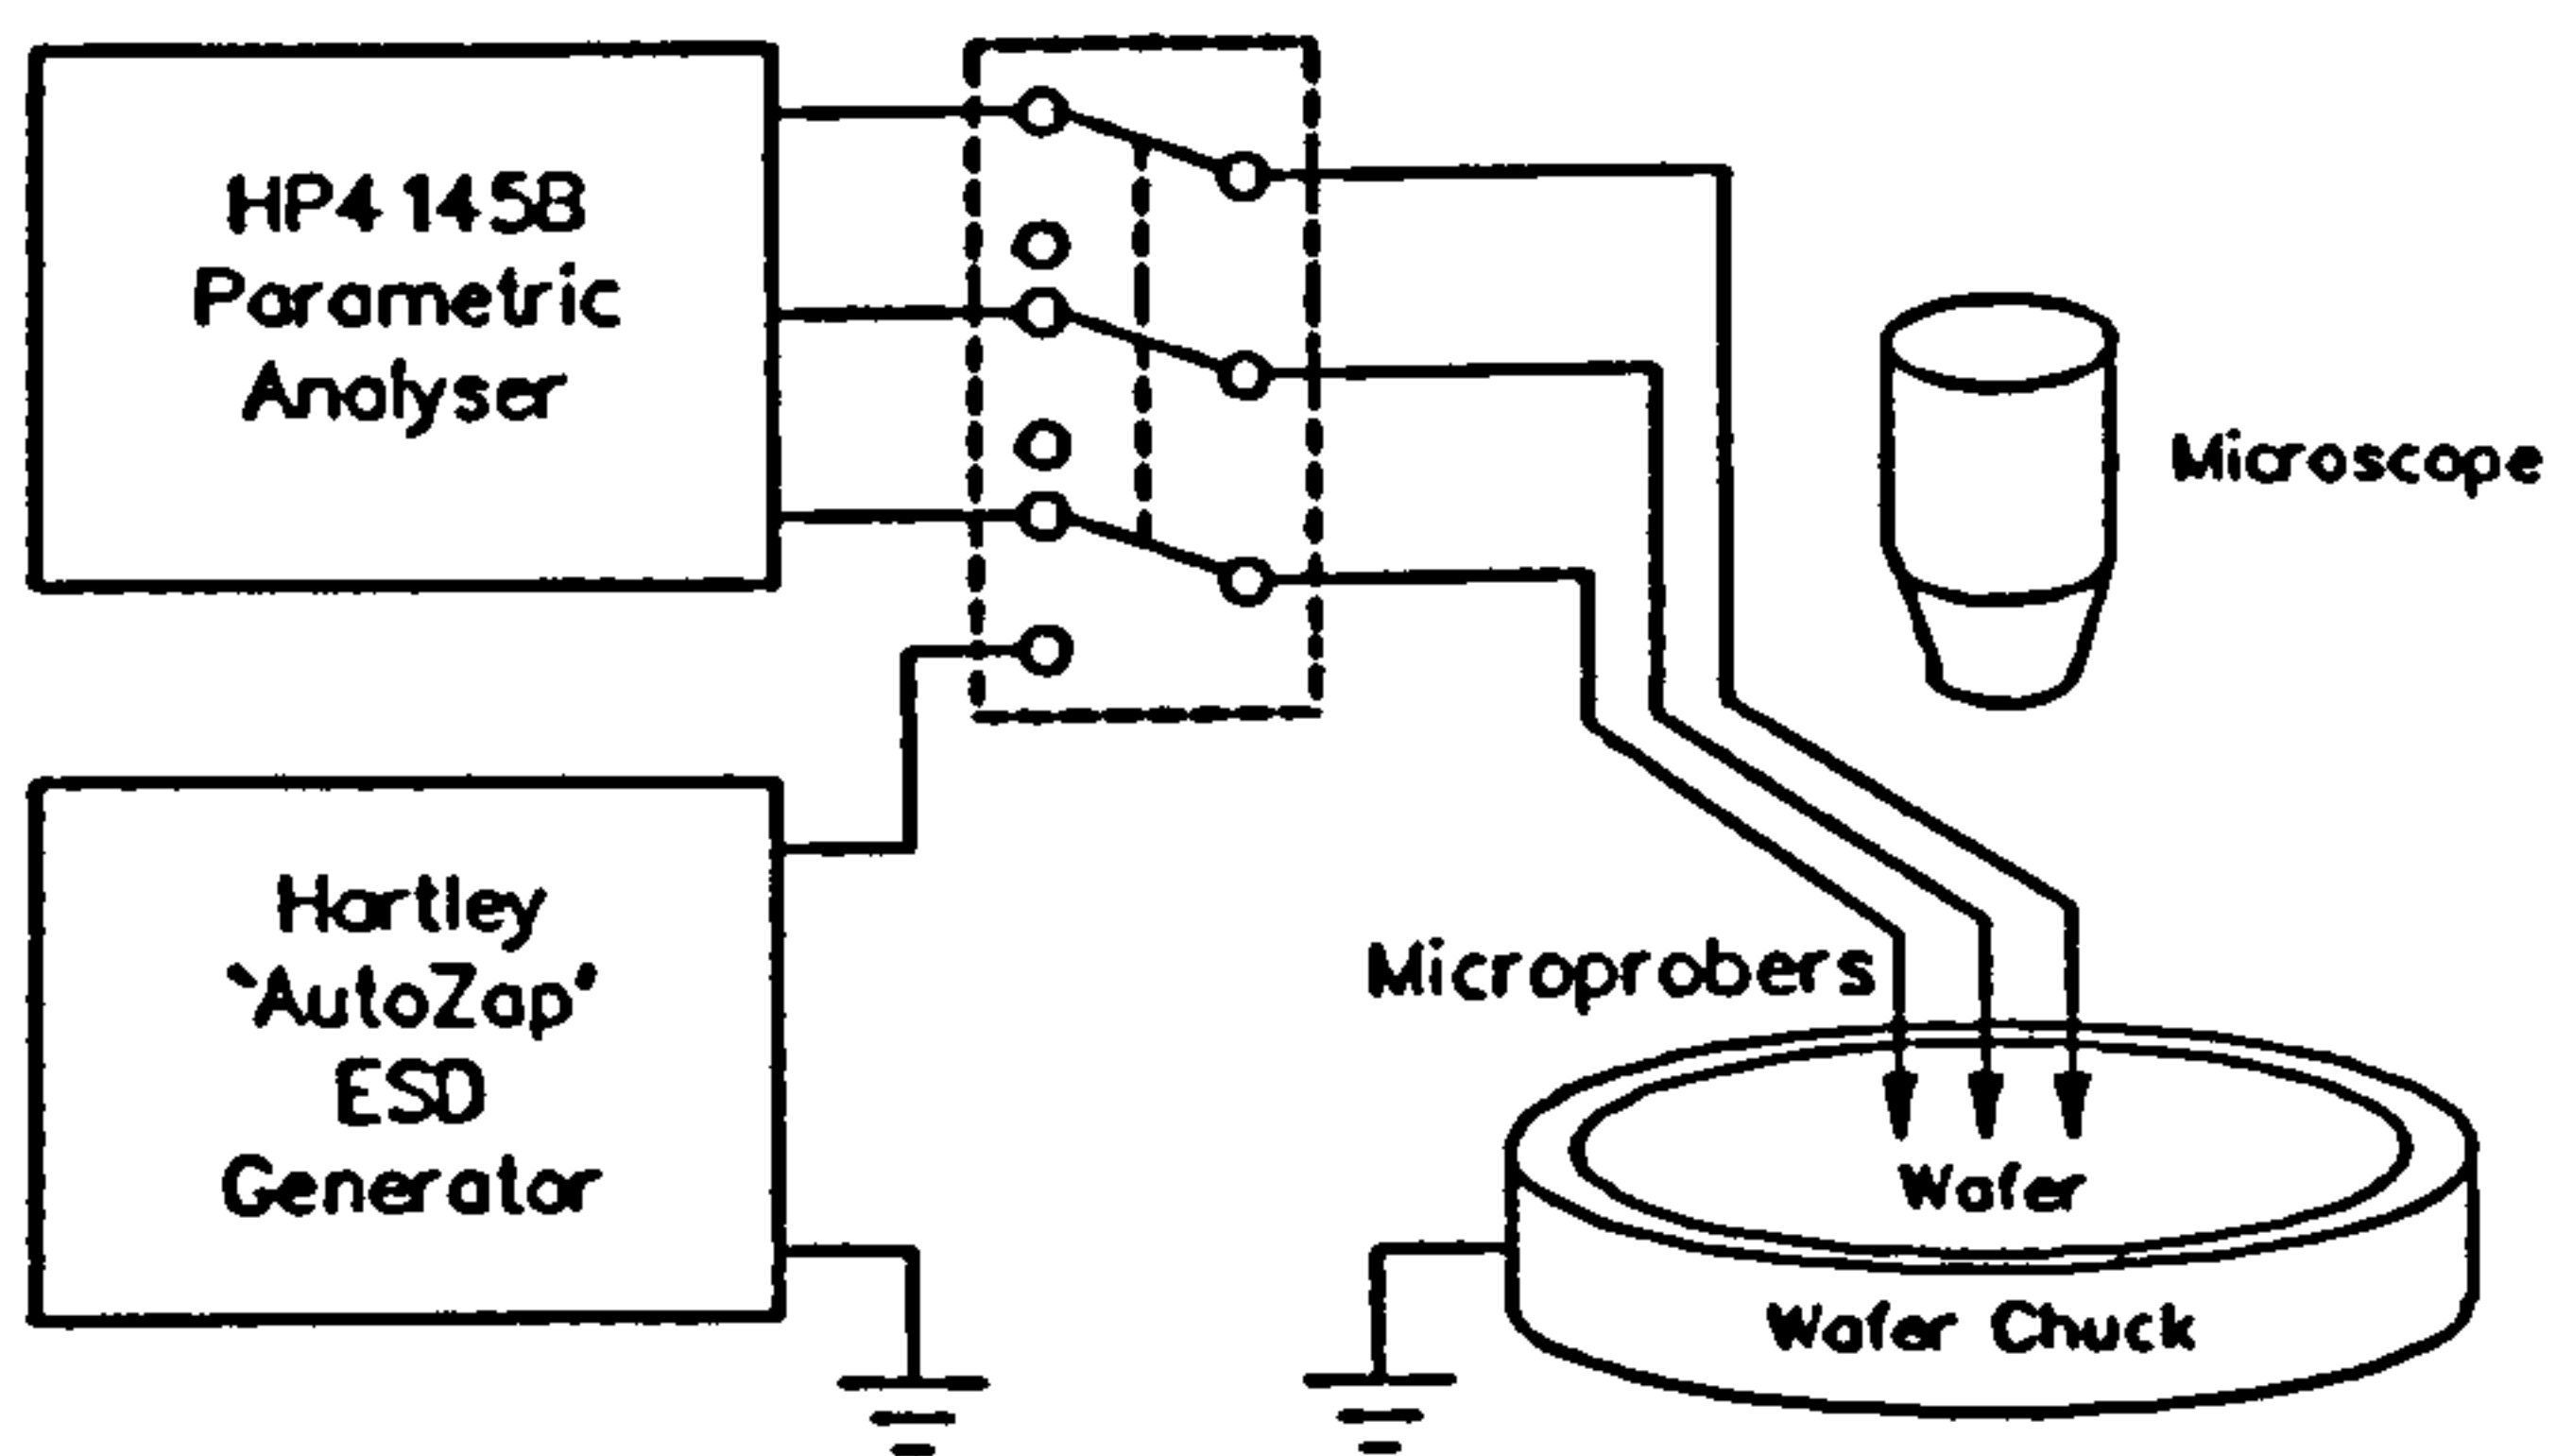 HP4145B
Parametric
Analyser
Microscope
Hartley
`AutoZap'
ESD
Generator
Microprobers
Wafer
Wafer Chuck